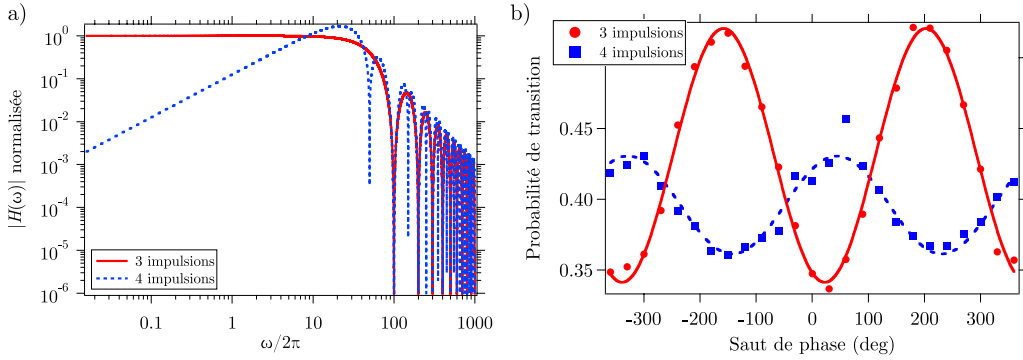 a)
|H(ω)| normalisée
10^0
10^-1
10^-2
10^-3
10^-4
10^-5
10^-6
3 impulsions
4 impulsions
0.1 1 10 100 1000
ω/2π
b)
3 impulsions
4 impulsions
Probabilité de transition
0.45
0.40
0.35
-300 -200 -100 0 100 200 300
Saut de phase (deg)